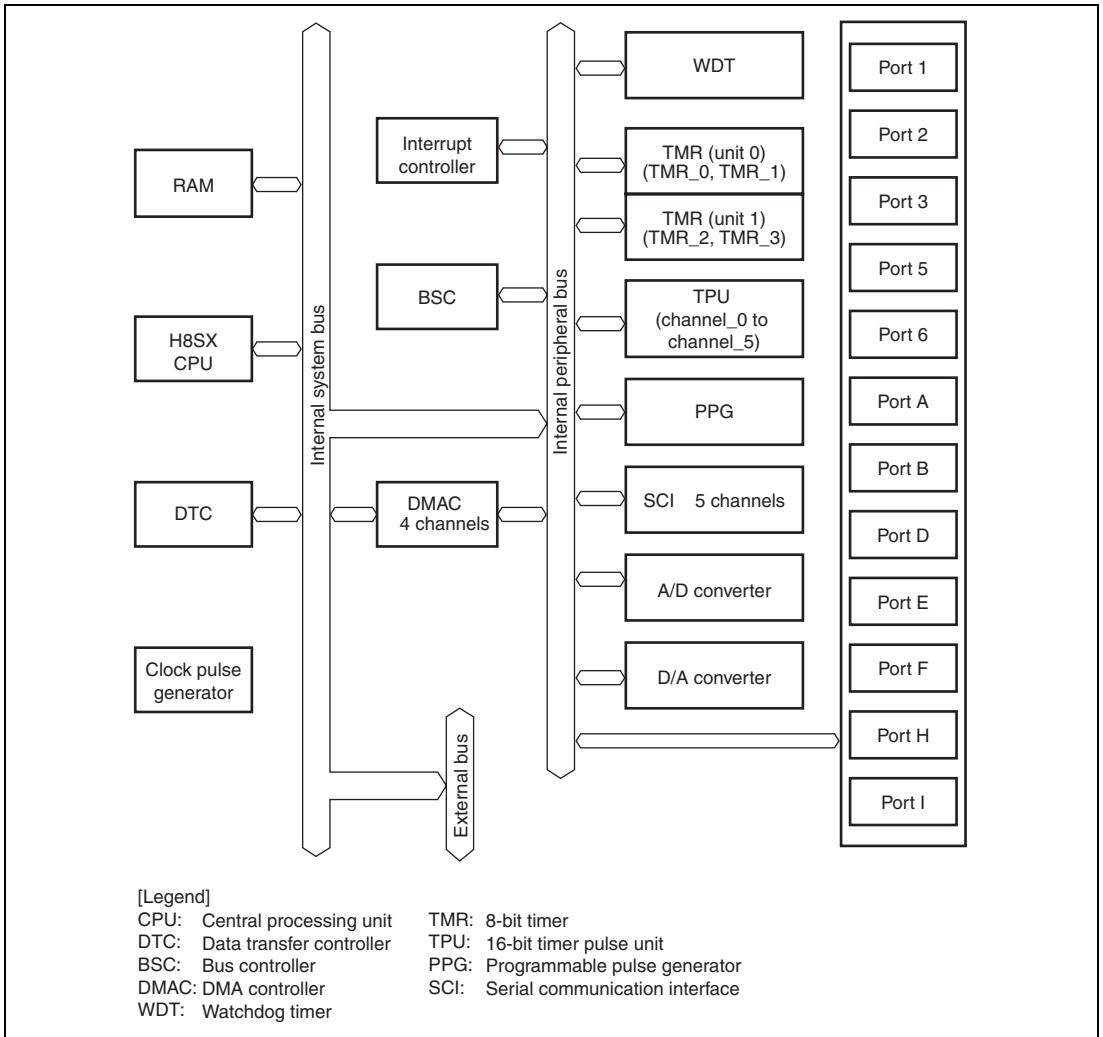 RAM
H8SX
CPU
DTC
Clock pulse
generator
Internal system bus
Interrupt
controller
BSC
DMAC
4 channels
External bus
Internal peripheral bus
WDT
TMR (unit 0)
(TMR_0, TMR_1)
TMR (unit 1)
(TMR_2, TMR_3)
TPU
(channel_0 to
channel_5)
PPG
SCI 5 channels
A/D converter
D/A converter
Port 1
Port 2
Port 3
Port 5
Port 6
Port A
Port B
Port D
Port E
Port F
Port H
Port I
[Legend]
CPU: Central processing unit
DTC: Data transfer controller
BSC: Bus controller
DMAC: DMA controller
WDT: Watchdog timer
TMR: 8-bit timer
TPU: 16-bit timer pulse unit
PPG: Programmable pulse generator
SCI: Serial communication interface